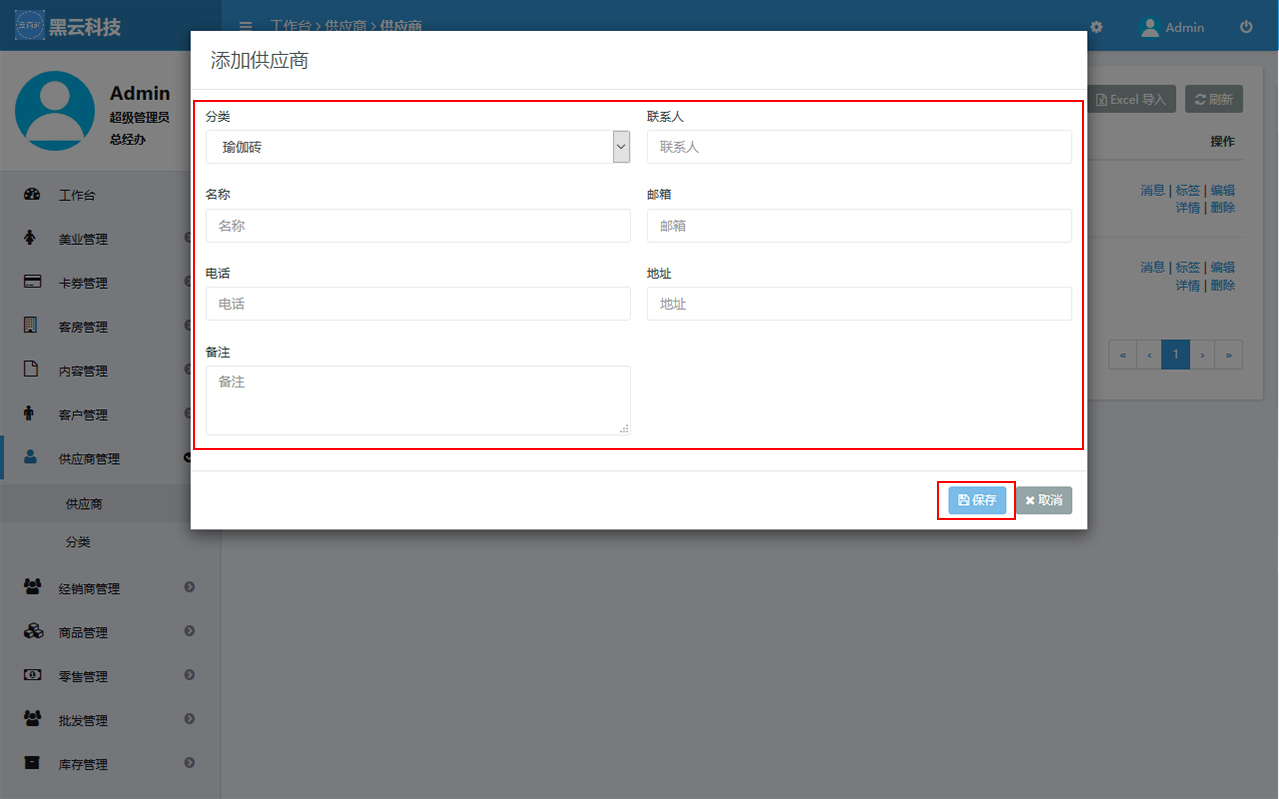 黑云科技
工作台 > 供应商 > 供应商
Admin
添加供应商
Admin
超级管理员
总经办
Excel 导入
刷新
操作
分类
瑜伽砖
联系人
联系人
名称
名称
邮箱
邮箱
电话
电话
地址
地址
备注
备注
保存
取消
消息 | 标签 | 编辑
详情 | 删除
消息 | 标签 | 编辑
详情 | 删除
« ‹ 1 › »
工作台
美业管理
卡券管理
客房管理
内容管理
客户管理
供应商管理
供应商
分类
经销商管理
商品管理
零售管理
批发管理
库存管理